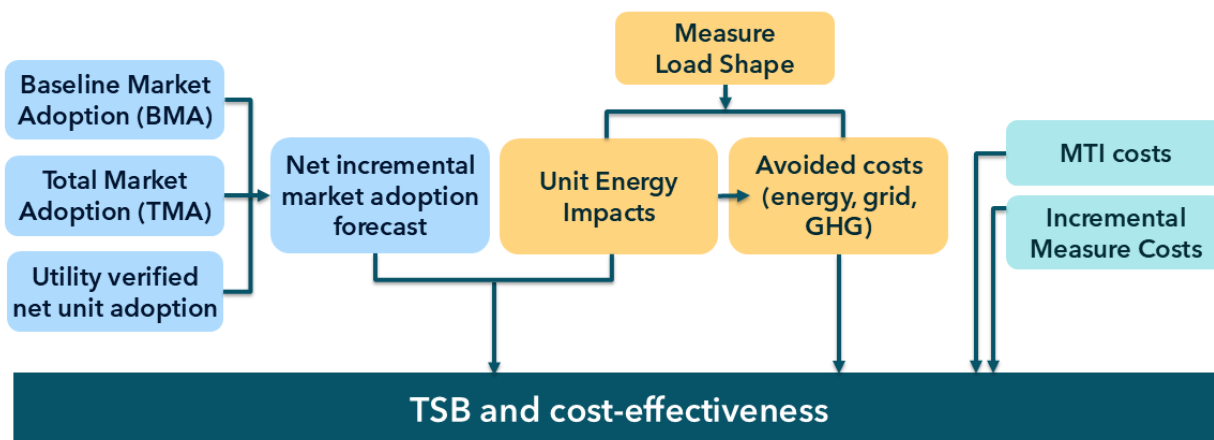 Measure
Load Shape
Baseline Market
Adoption (BMA)
Total Market
Adoption (TMA)
Utility verified
net unit adoption
Net incremental
market adoption
forecast
Unit Energy
Impacts
Avoided costs
(energy, grid,
GHG)
MTI costs
Incremental
Measure Costs
TSB and cost-effectiveness